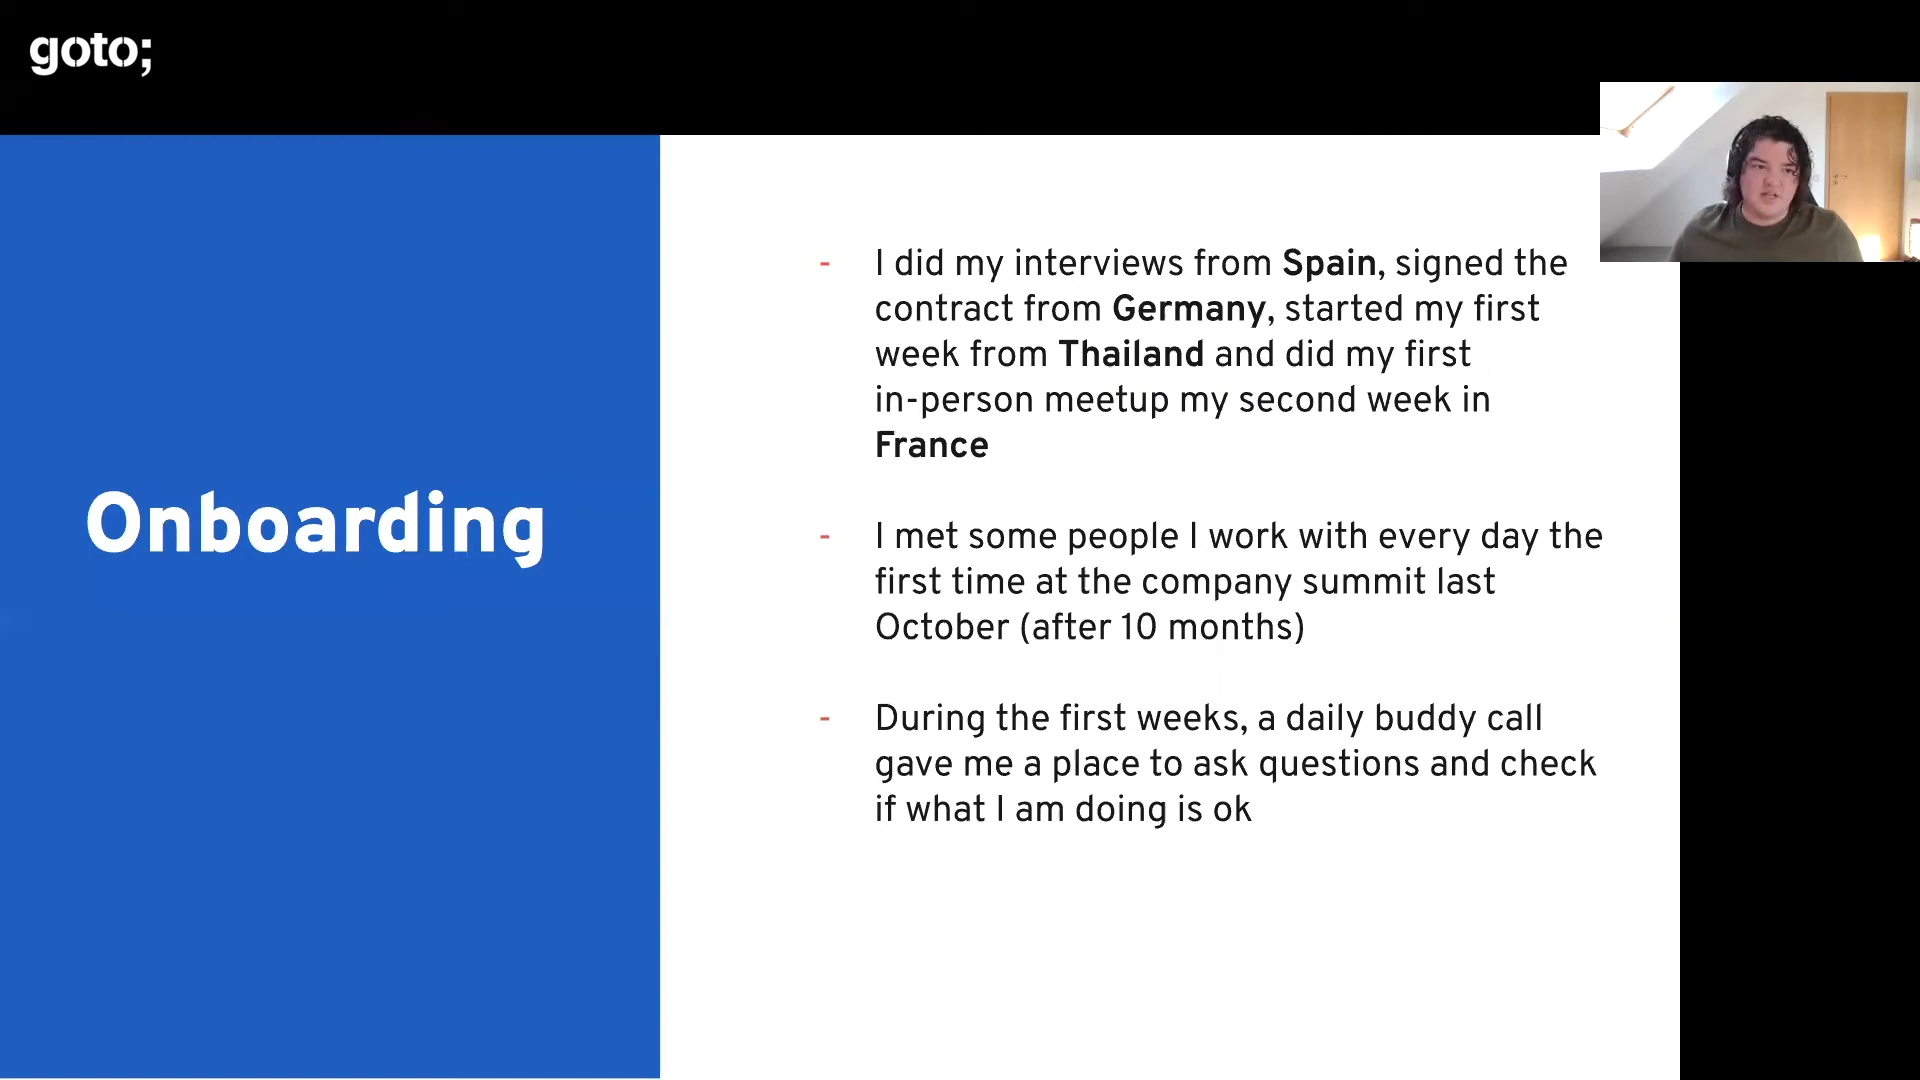 goto;
Onboarding
- I did my interviews from Spain, signed the
contract from Germany, started my first
week from Thailand and did my first
in-person meetup my second week in
France
- I met some people I work with every day the
first time at the company summit last
October (after 10 months)
- During the first weeks, a daily buddy call
gave me a place to ask questions and check
if what I am doing is ok